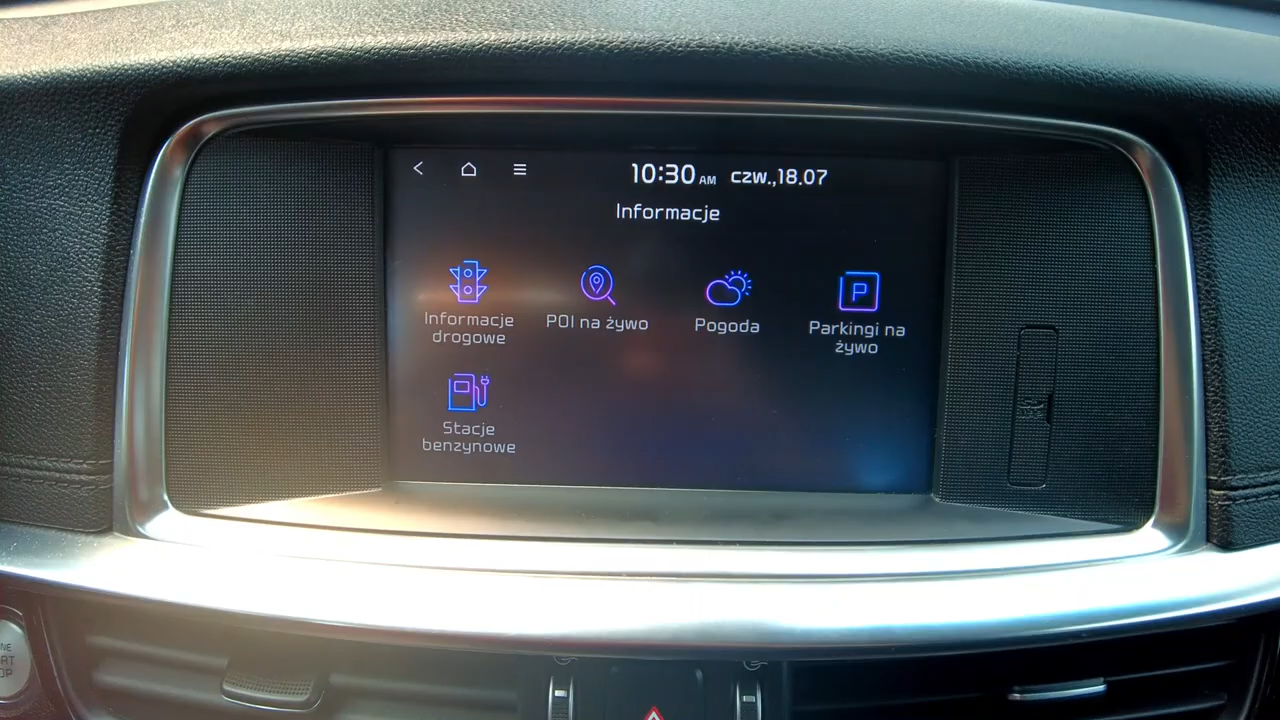 10:30 AM czw.,18.07
Informacje
Informacje
drogowe
POI na żywo
Pogoda
P
Parkingi na
żywo
Stacje
benzynowe